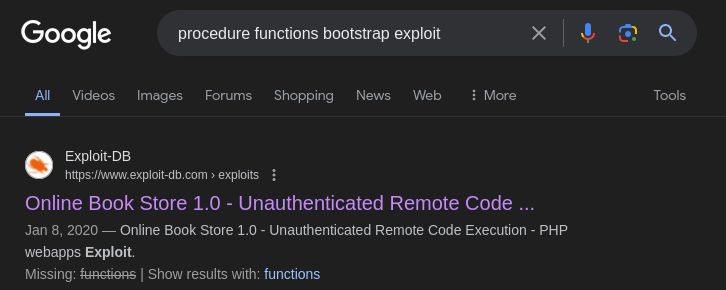 Google
procedure functions bootstrap exploit
All Videos Images Forums Shopping News Web More Tools
Exploit-DB
https://www.exploit-db.com › exploits
Online Book Store 1.0 - Unauthenticated Remote Code ...
Jan 8, 2020 — Online Book Store 1.0 - Unauthenticated Remote Code Execution - PHP
webapps Exploit.
Missing: functions | Show results with: functions